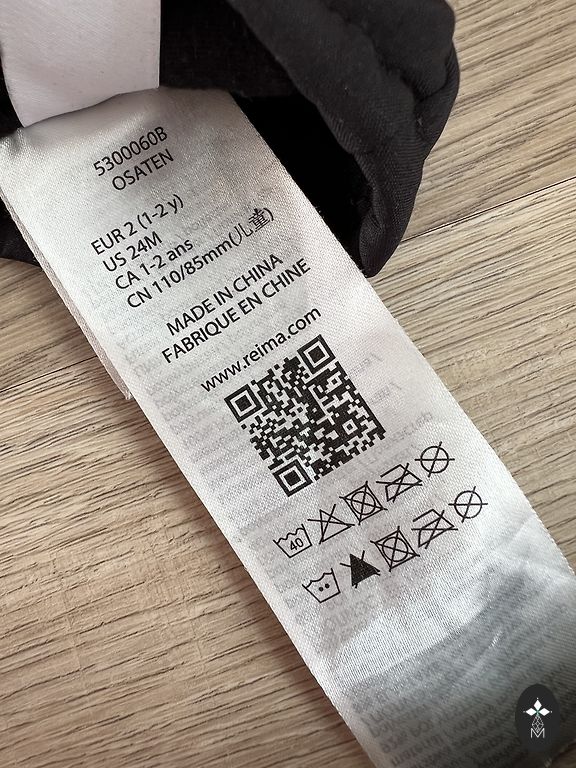 5300060B
OSATEN
EUR 2 (1-2 y)
US 24M
CA 1-2 ans
CN 110/85mm(儿童)
MADE IN CHINA
FABRIQUE EN CHINE
www.reima.com
40
M